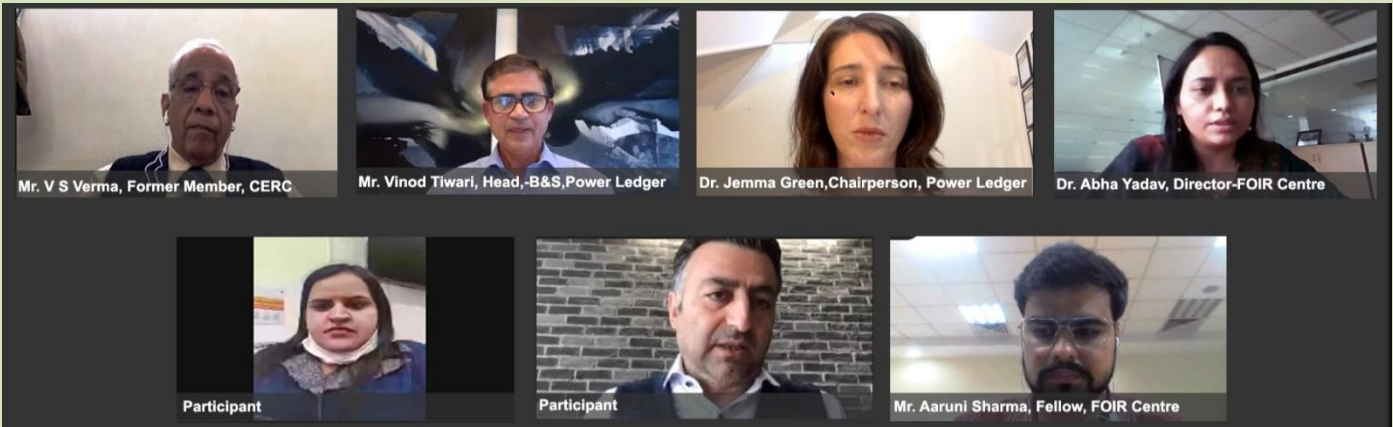 Mr. V S Verma, Former Member, CERC
Mr. Vinod Tiwari, Head,-B&S,Power Ledger
Dr. Jemma Green,Chairperson, Power Ledger
Dr. Abha Yadav, Director-FOIR Centre
Participant
Participant
Mr. Aaruni Sharma, Fellow, FOIR Centre